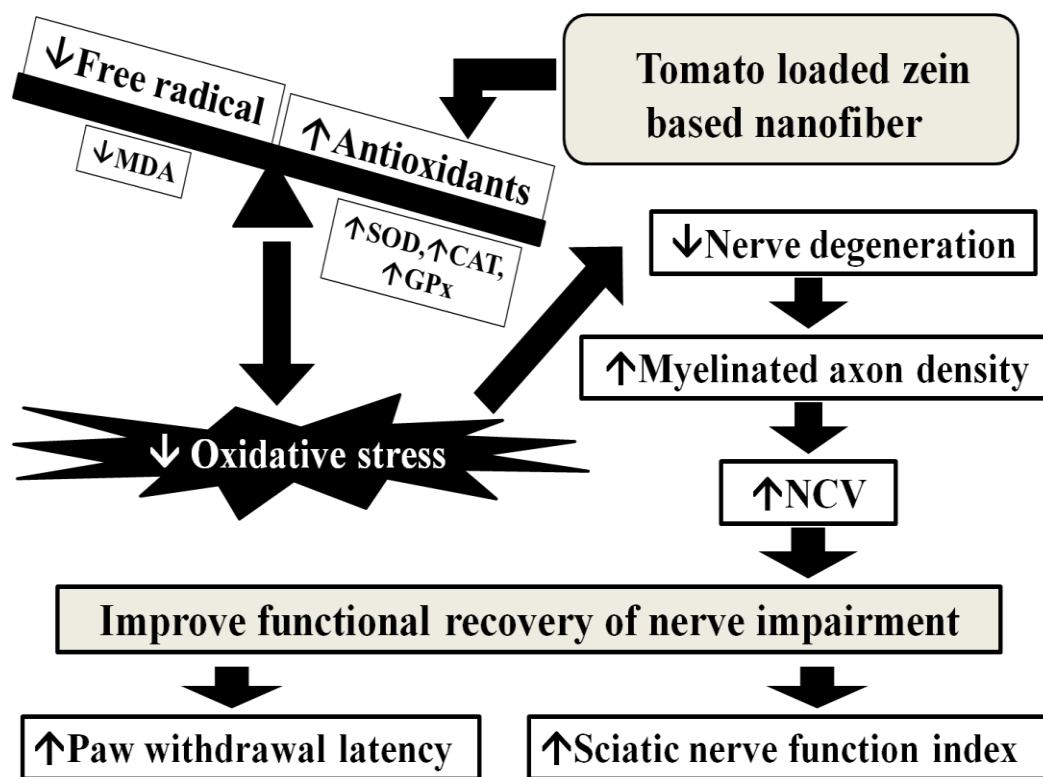 ↓Free radical
↓MDA
↑Antioxidants
↑SOD,↑CAT,
↑GPx
Tomato loaded zein
based nanofiber
↓Nerve degeneration
↑Myelinated axon density
↓ Oxidative stress
↑NCV
Improve functional recovery of nerve impairment
↑Paw withdrawal latency
↑Sciatic nerve function index